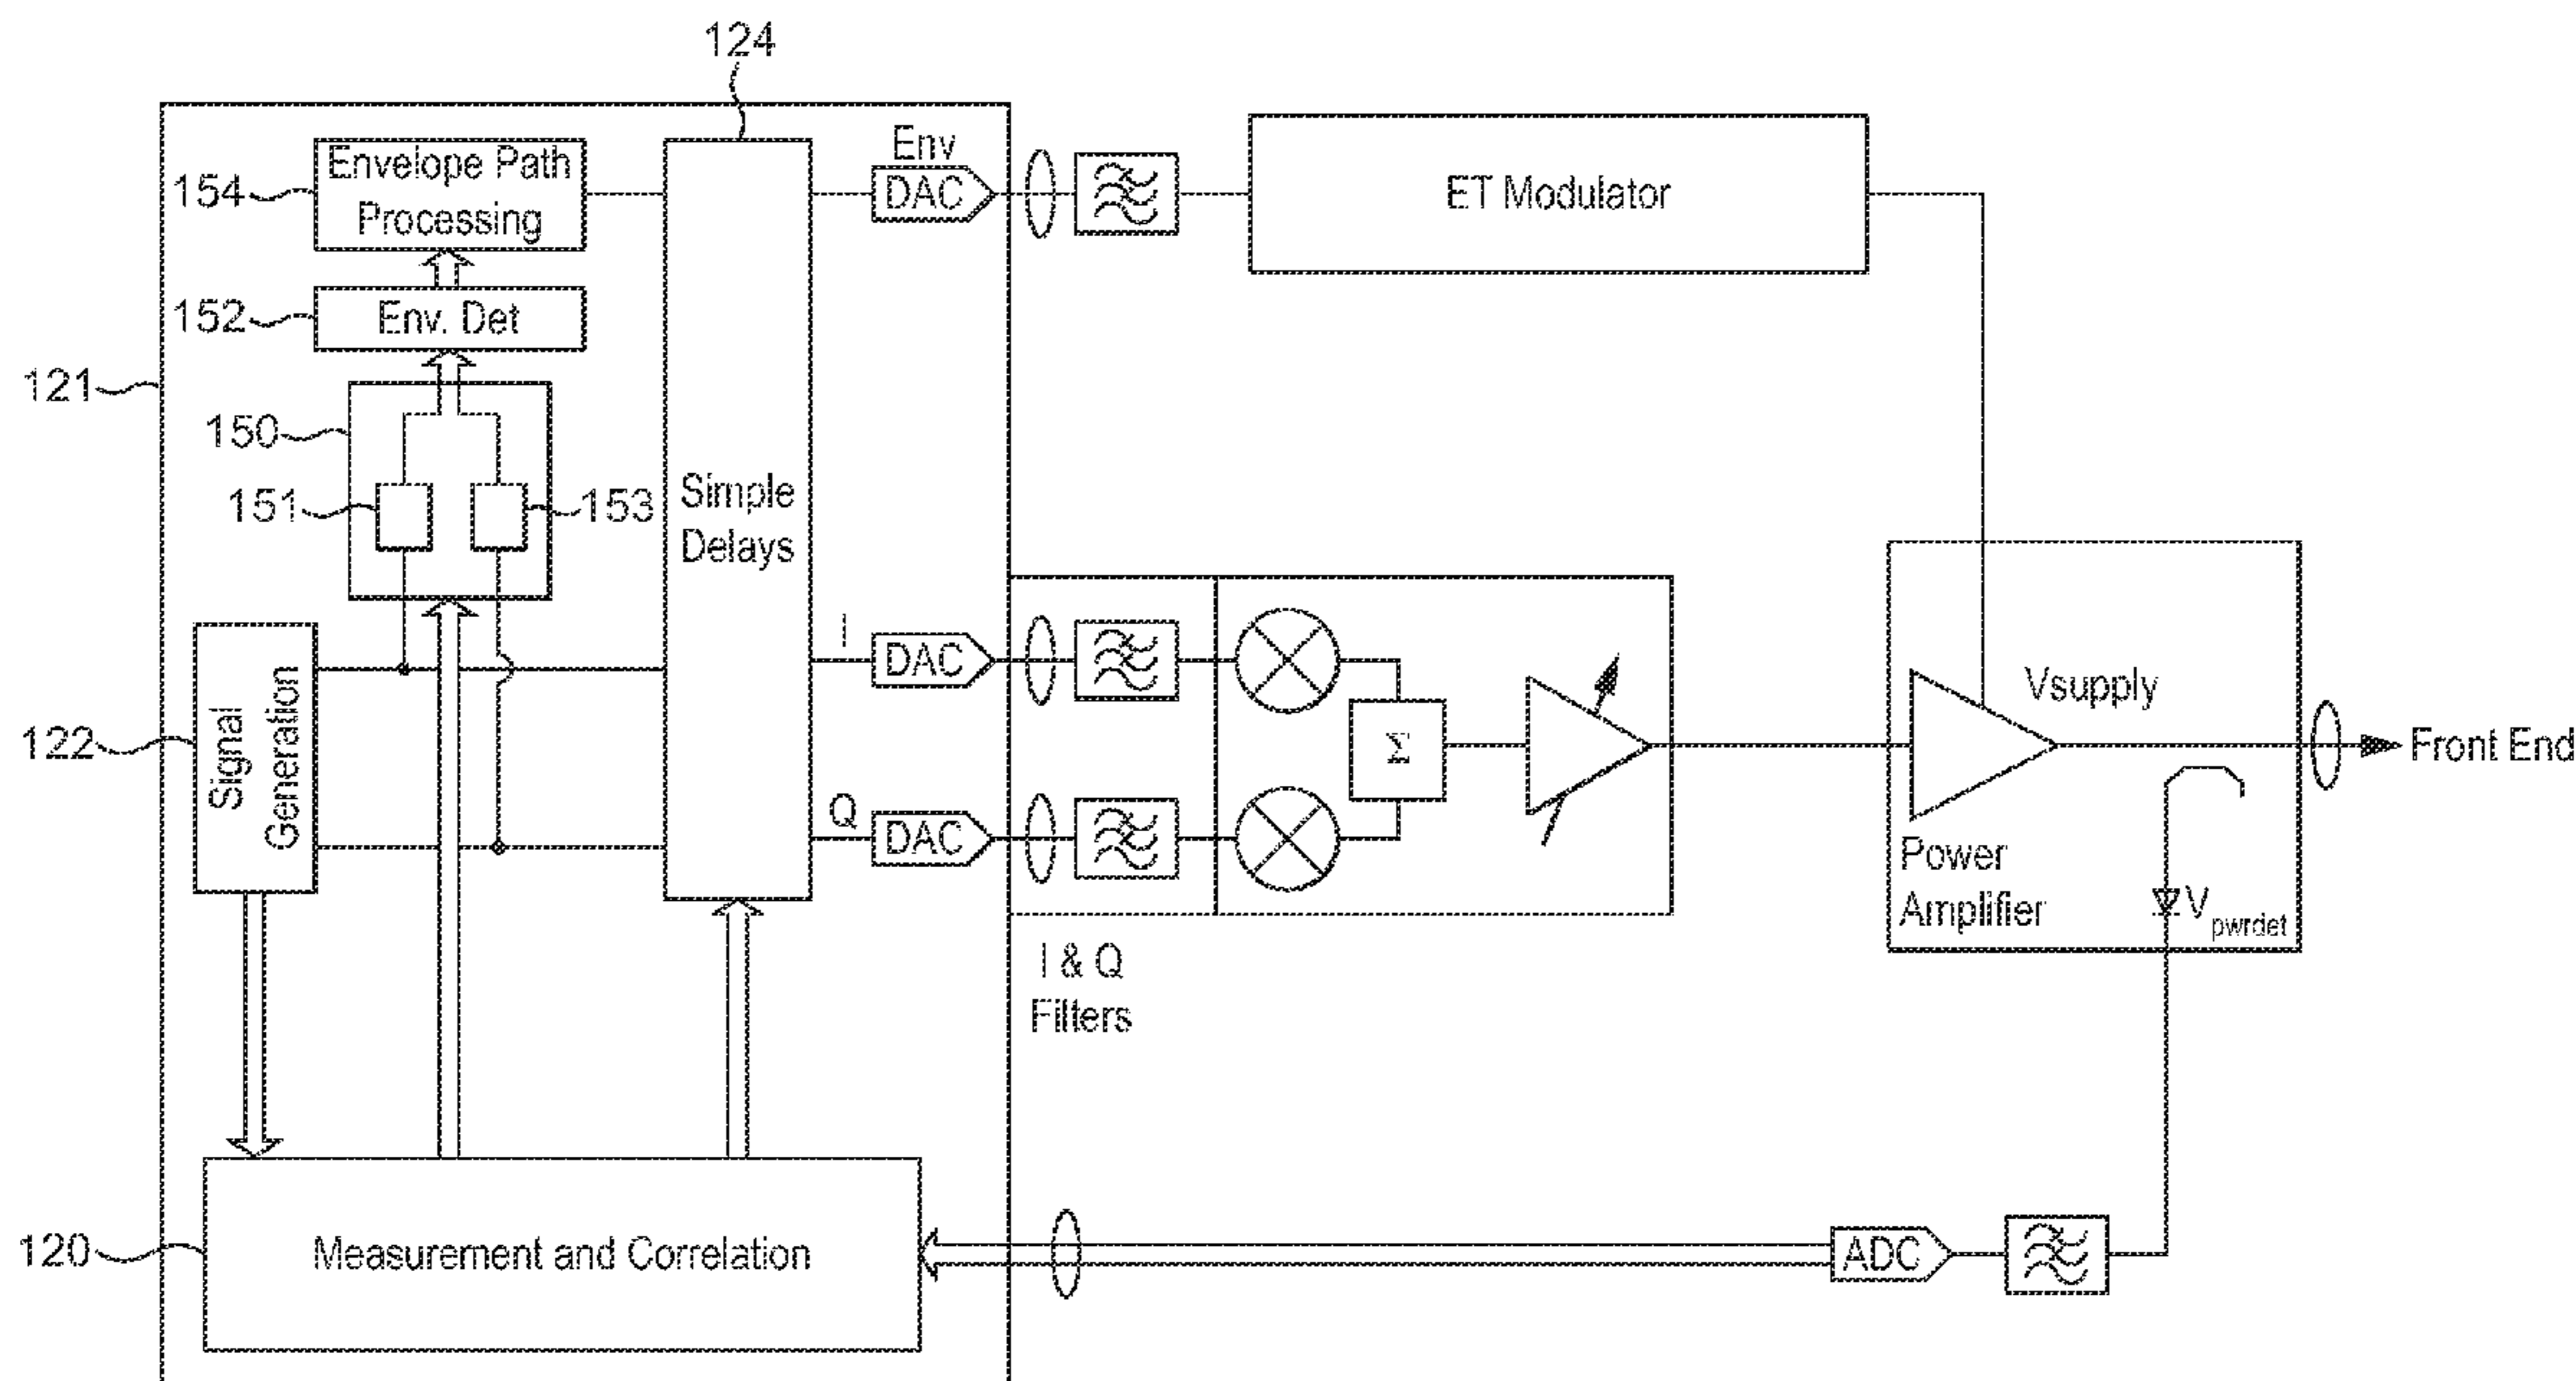 124
Envelope Path
Processing
154
Env
DAC
ET Modulator
152
Env. Det
121
150
151
153
Simple
Delays
122
Signal
Generation
I
DAC
Q
DAC
Σ
Vsupply
Front End
Power
Amplifier
Vpwrdet
I & Q
Filters
120
Measurement and Correlation
ADC